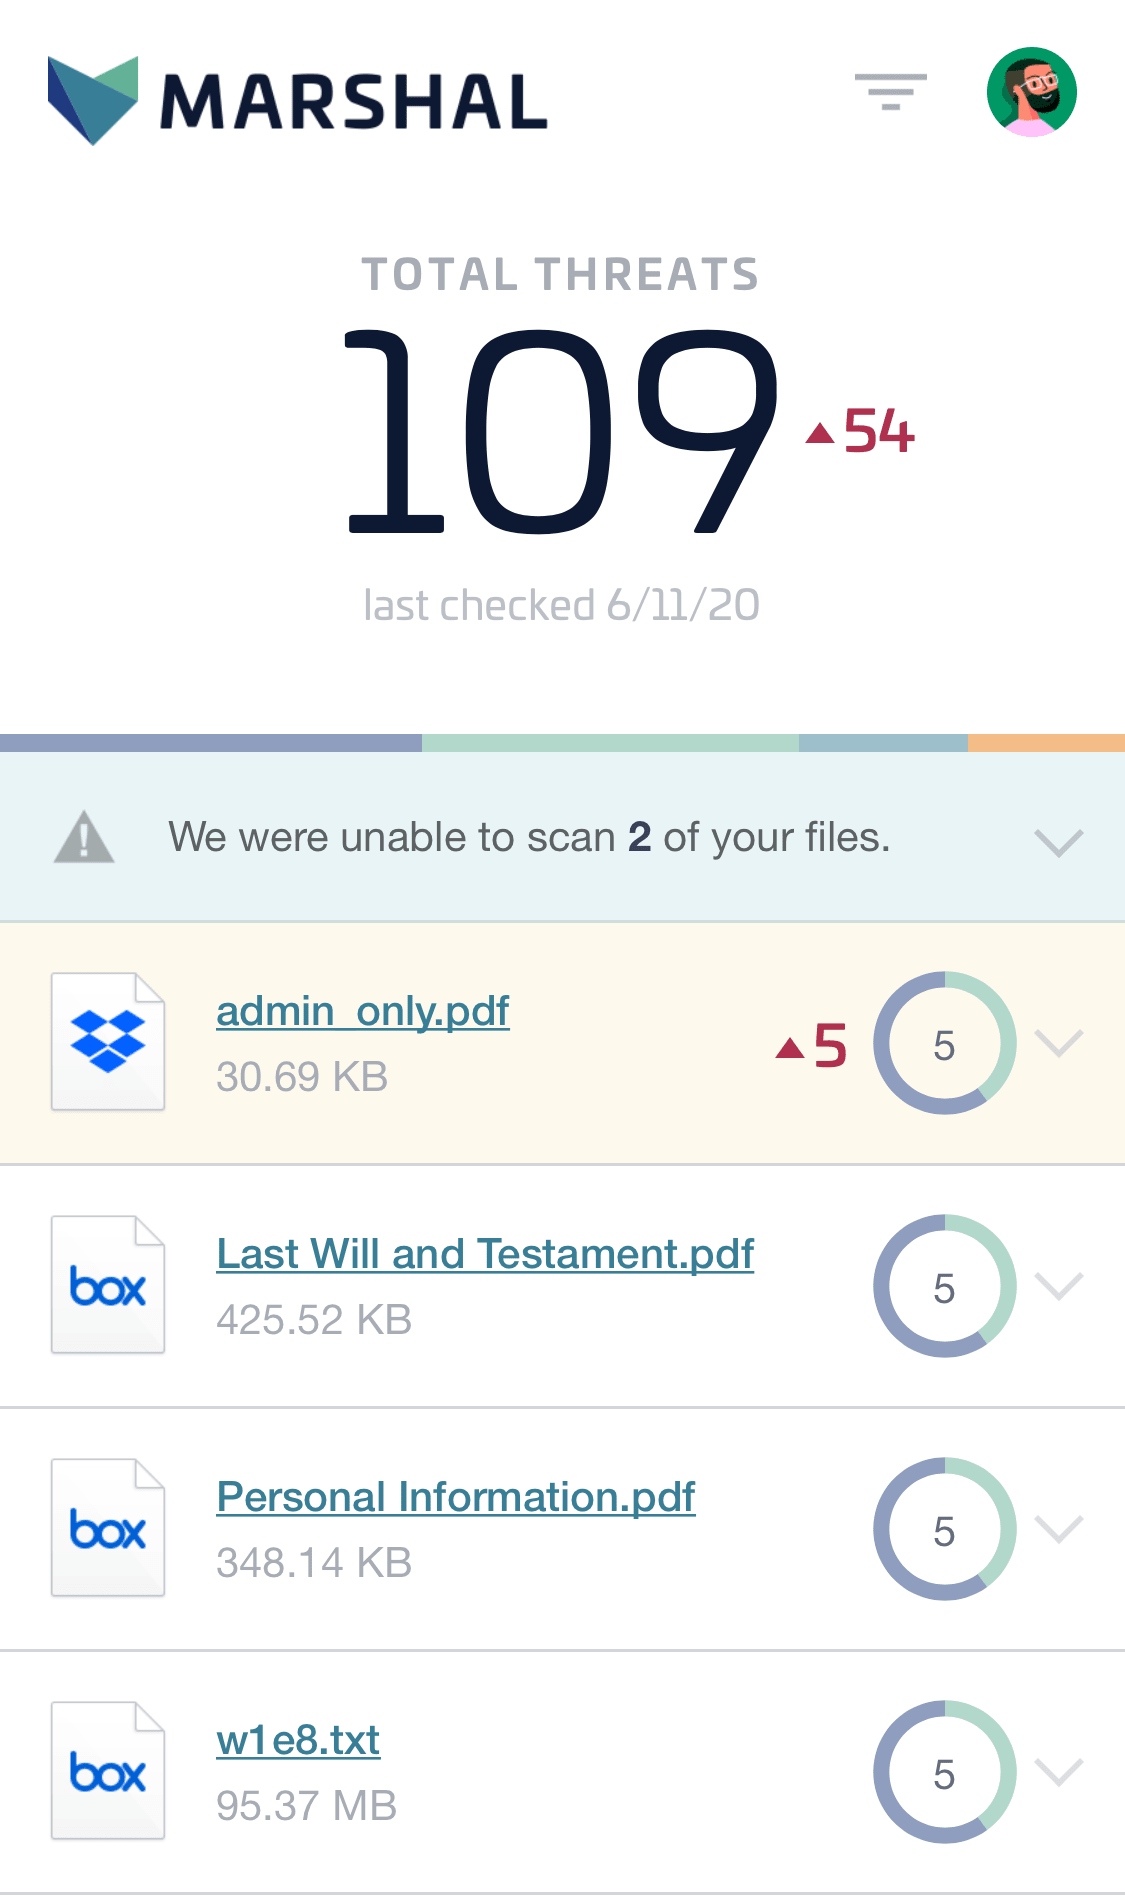 MARSHAL
TOTAL THREATS
109
54
last checked 6/11/20
We were unable to scan 2 of your files.
admin_only.pdf
30.69 KB
5
5
box
Last Will and Testament.pdf
425.52 KB
5
box
Personal Information.pdf
348.14 KB
5
box
w1e8.txt
95.37 MB
5